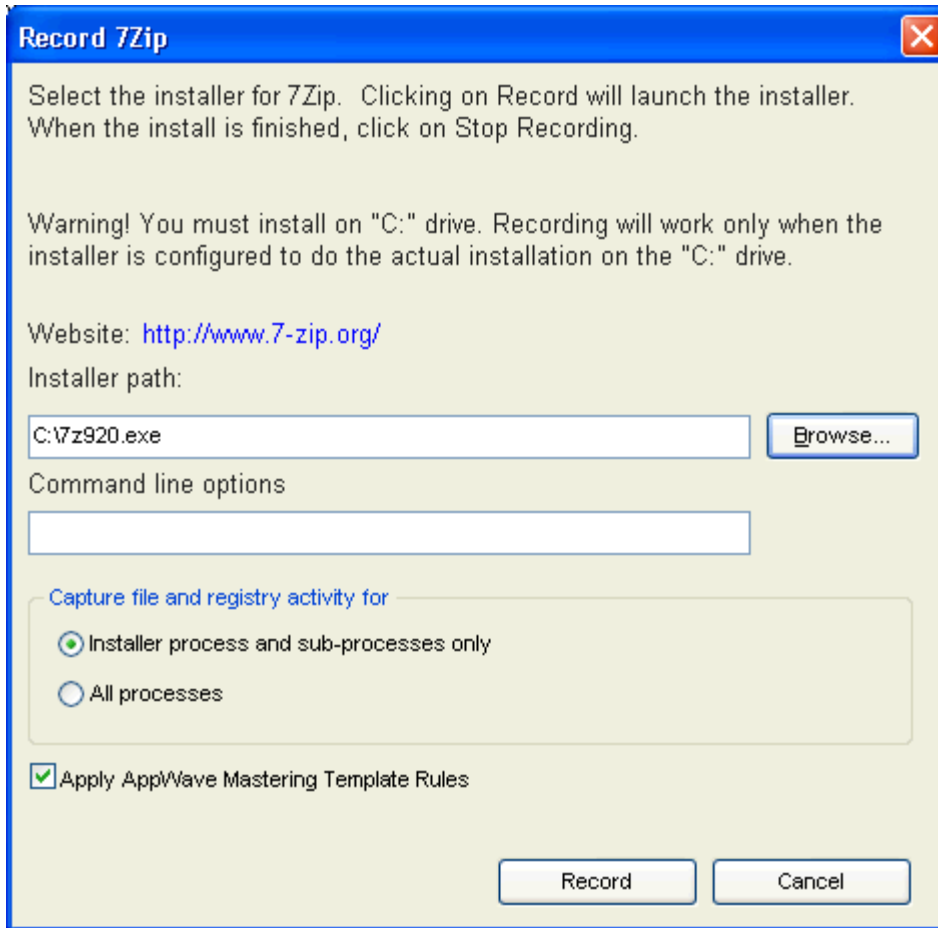 Record 7Zip
Select the installer for 7Zip.  Clicking on Record will launch the installer.
When the install is finished, click on Stop Recording.
Warning! You must install on "C:" drive. Recording will work only when the
installer is configured to do the actual installation on the "C:" drive.
Website: http://www.7-zip.org/
Installer path:
C:\7z920.exe
Browse...
Command line options
Capture file and registry activity for
Installer process and sub-processes only
All processes
Apply AppWave Mastering Template Rules
Record
Cancel